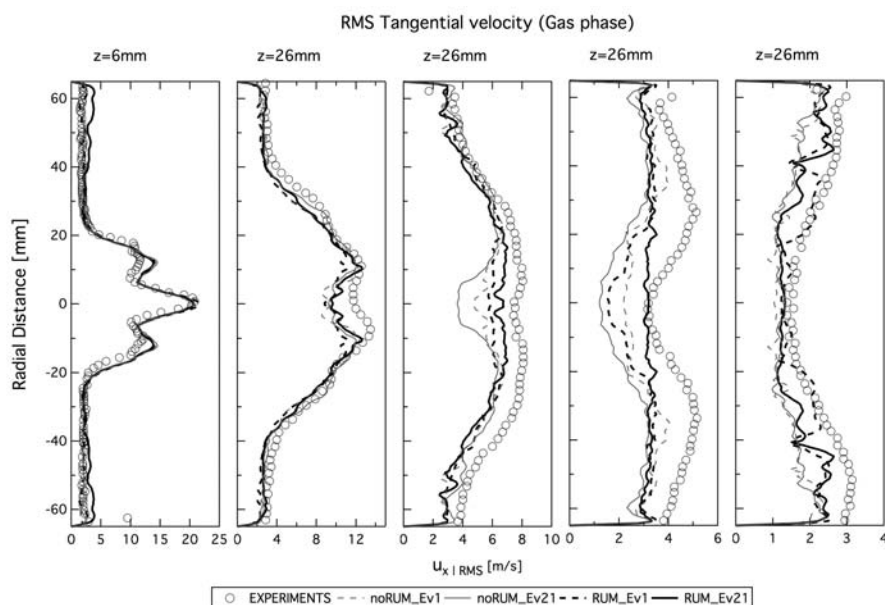 RMS Tangential velocity (Gas phase)
z=6mm z=26mm z=26mm z=26mm z=26mm
Radial Distance [mm]
60
40
20
0
-20
-40
-60
0 5 10 15 20 25
0 4 8 12
0 2 4 6 8 10
0 2 4 6
0 1 2 3 4
u x | RMS [m/s]
EXPERIMENTS noRUM_Ev1 noRUM_Ev21 RUM_Ev1 RUM_Ev21